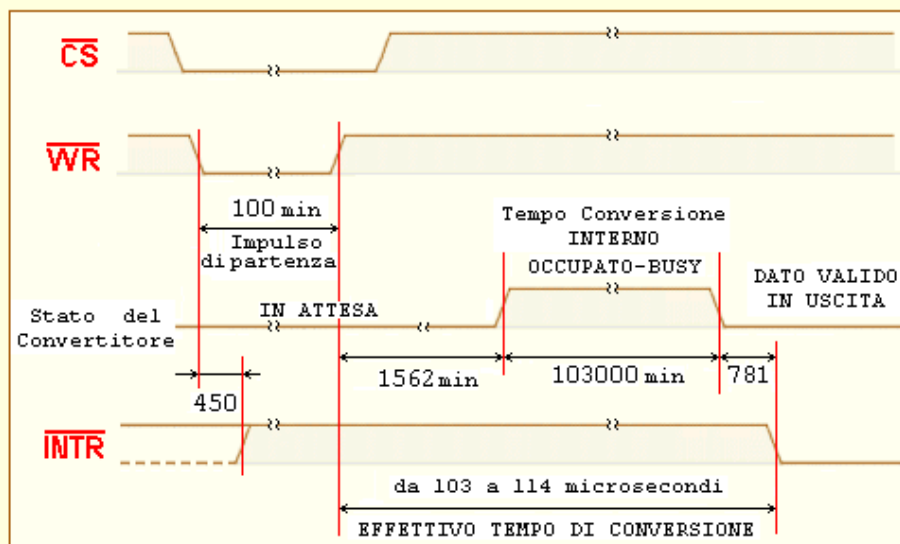 CS
WR
100 min
Impulso
di partenza
Tempo Conversione
INTERNO
OCCUPATO-BUSY
DATO VALIDO
IN USCITA
IN ATTESA
Stato del
Convertitore
1562 min
103000 min
781
450
INTR
da 103 a 114 microsecondi
EFFETTIVO TEMPO DI CONVERSIONE